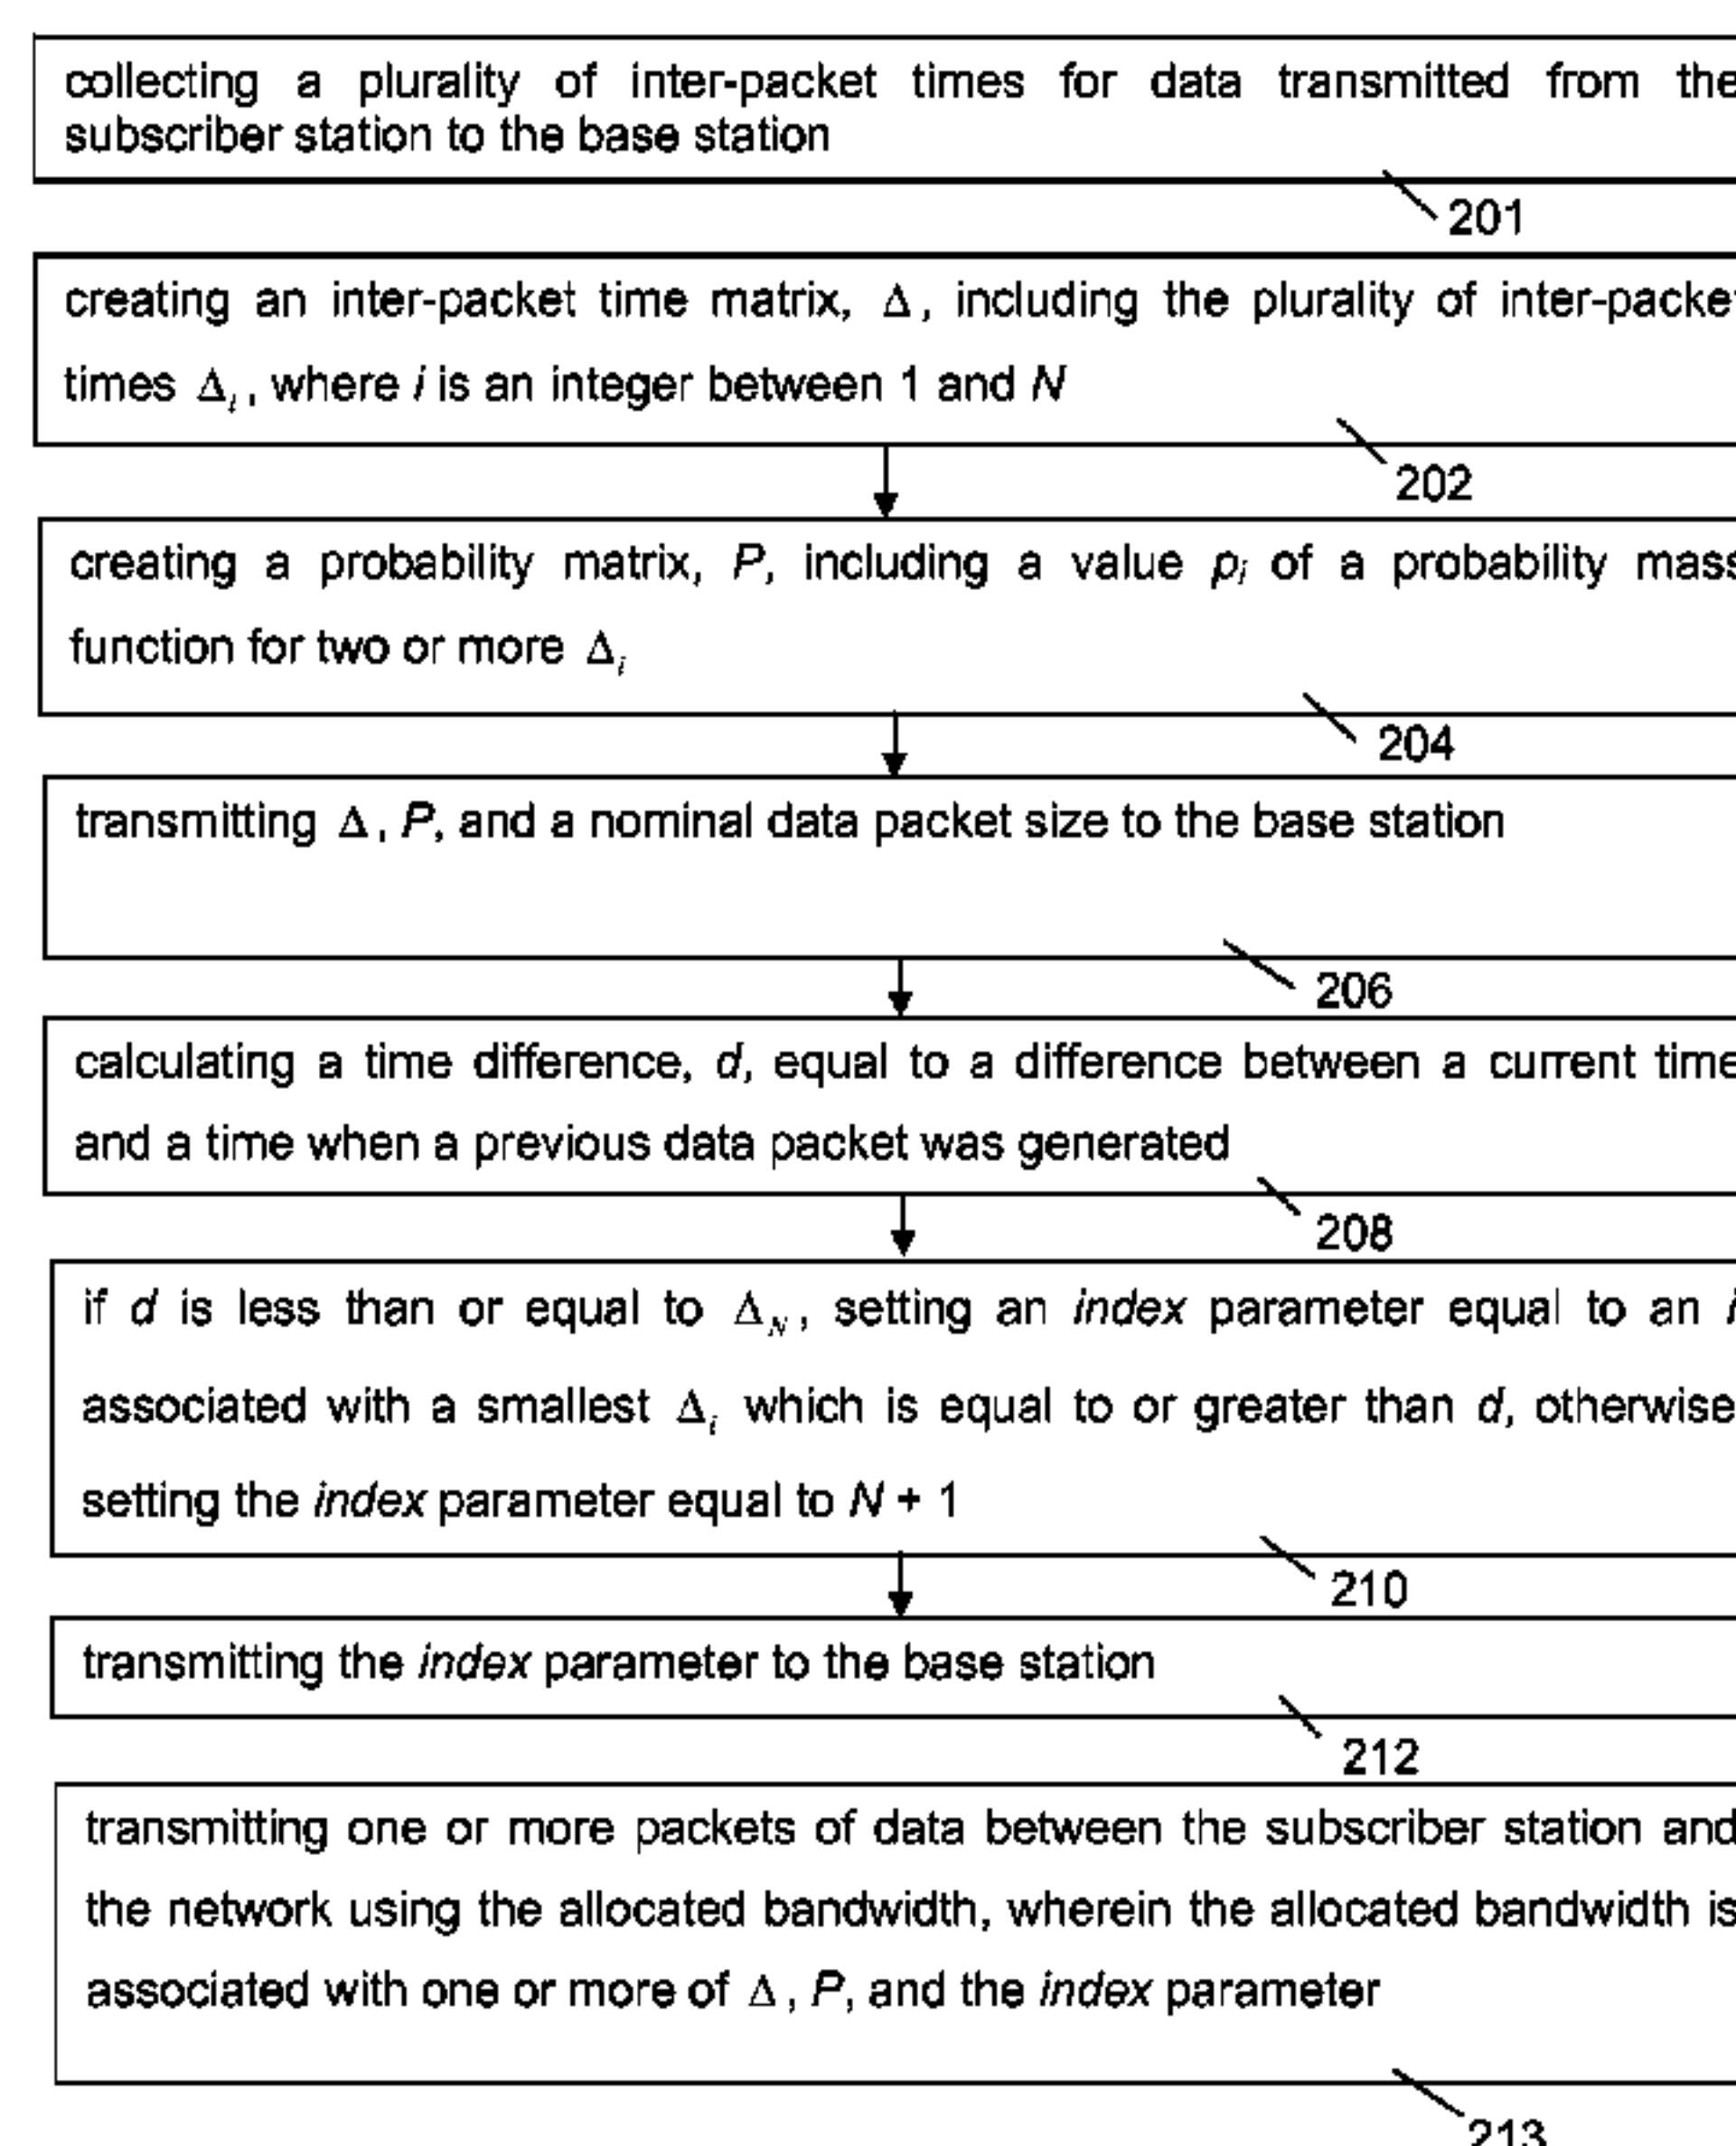 collecting a plurality of inter-packet times for data transmitted from the
subscriber station to the base station
201
creating an inter-packet time matrix, Δ, including the plurality of inter-packet
times Δi, where i is an integer between 1 and N
202
creating a probability matrix, P, including a value pi of a probability mass
function for two or more Δi
204
transmitting Δ, P, and a nominal data packet size to the base station
206
calculating a time difference, d, equal to a difference between a current time
and a time when a previous data packet was generated
208
if d is less than or equal to ΔN, setting an index parameter equal to an i
associated with a smallest Δi which is equal to or greater than d, otherwise
setting the index parameter equal to N + 1
210
transmitting the index parameter to the base station
212
transmitting one or more packets of data between the subscriber station and
the network using the allocated bandwidth, wherein the allocated bandwidth is
associated with one or more of Δ, P, and the index parameter
213